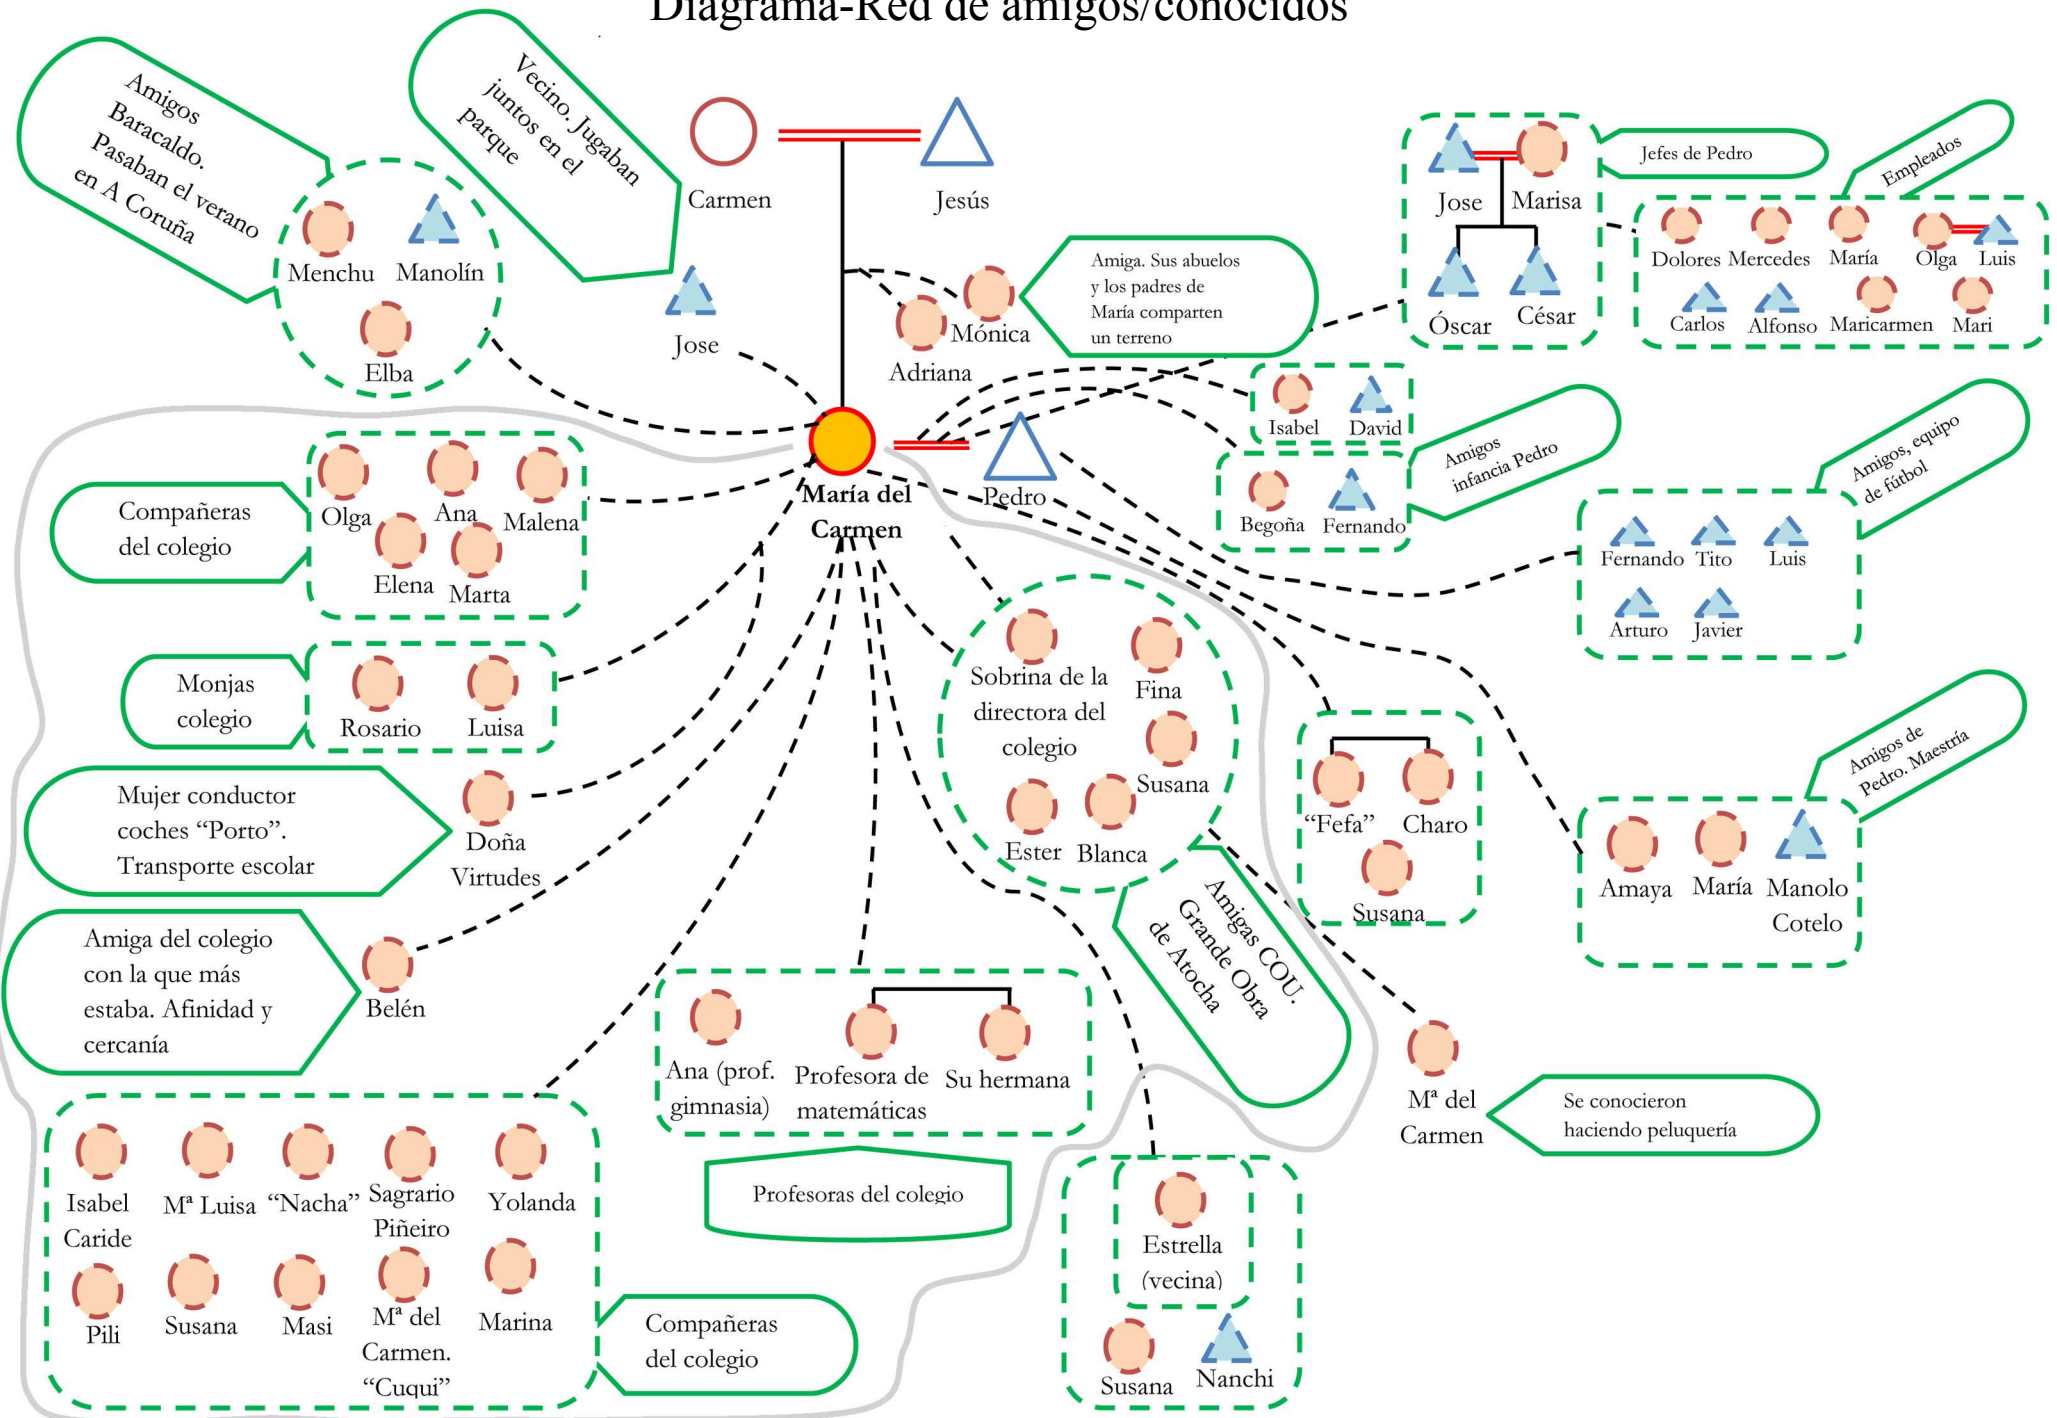 Diagrama-Red de amigos/conocidos
Amigos
Baracaldo.
Pasaban el verano
en A Coruña
Menchu
Manolín
Elba
Vecino. Jugaban
juntos en el
parque
Jose
Carmen
Jesús
Adriana
Mónica
Amiga. Sus abuelos
y los padres de
María comparten
un terreno
Jose
Marisa
Óscar
César
Jefes de Pedro
Empleados
Dolores
Mercedes
María
Olga
Luis
Carlos
Alfonso
Maricarmen
Mari
Isabel
David
Begoña
Fernando
Amigos
infancia Pedro
María del
Carmen
Pedro
Amigos, equipo
de fútbol
Fernando
Tito
Luis
Arturo
Javier
Compañeras
del colegio
Olga
Ana
Malena
Elena
Marta
Monjas
colegio
Rosario
Luisa
Mujer conductor
coches “Porto”.
Transporte escolar
Doña
Virtudes
Amiga del colegio
con la que más
estaba. Afinidad y
cercanía
Belén
Sobrina de la
directora del
colegio
Fina
Susana
Ester
Blanca
Amigas COU.
Grande Obra
de Atocha
“Fefa”
Charo
Susana
Amigos de
Pedro. Maestría
Amaya
María
Manolo
Cotelo
Mª del
Carmen
Se conocieron
haciendo peluquería
Ana (prof.
gimnasia)
Profesora de
matemáticas
Su hermana
Profesoras del colegio
Isabel
Caride
Mª Luisa
“Nacha”
Sagrario
Piñeiro
Yolanda
Pili
Susana
Masi
Mª del
Carmen.
“Cuqui”
Marina
Compañeras
del colegio
Estrella
(vecina)
Susana
Nanchi